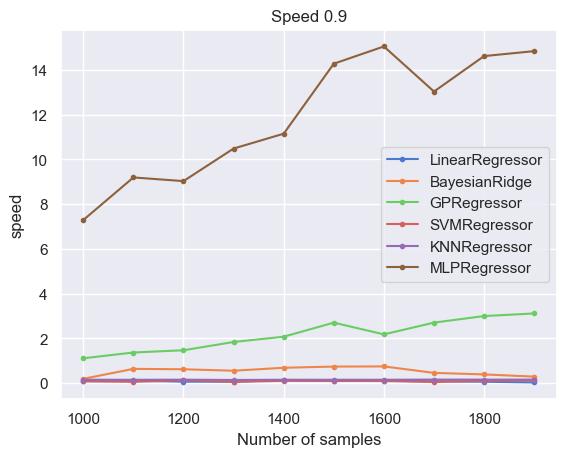 Speed 0.9
14
12
10
8
6
4
2
0
speed
LinearRegressor
BayesianRidge
GPRegressor
SVMRegressor
KNNRegressor
MLPRegressor
1000 1200 1400 1600 1800
Number of samples